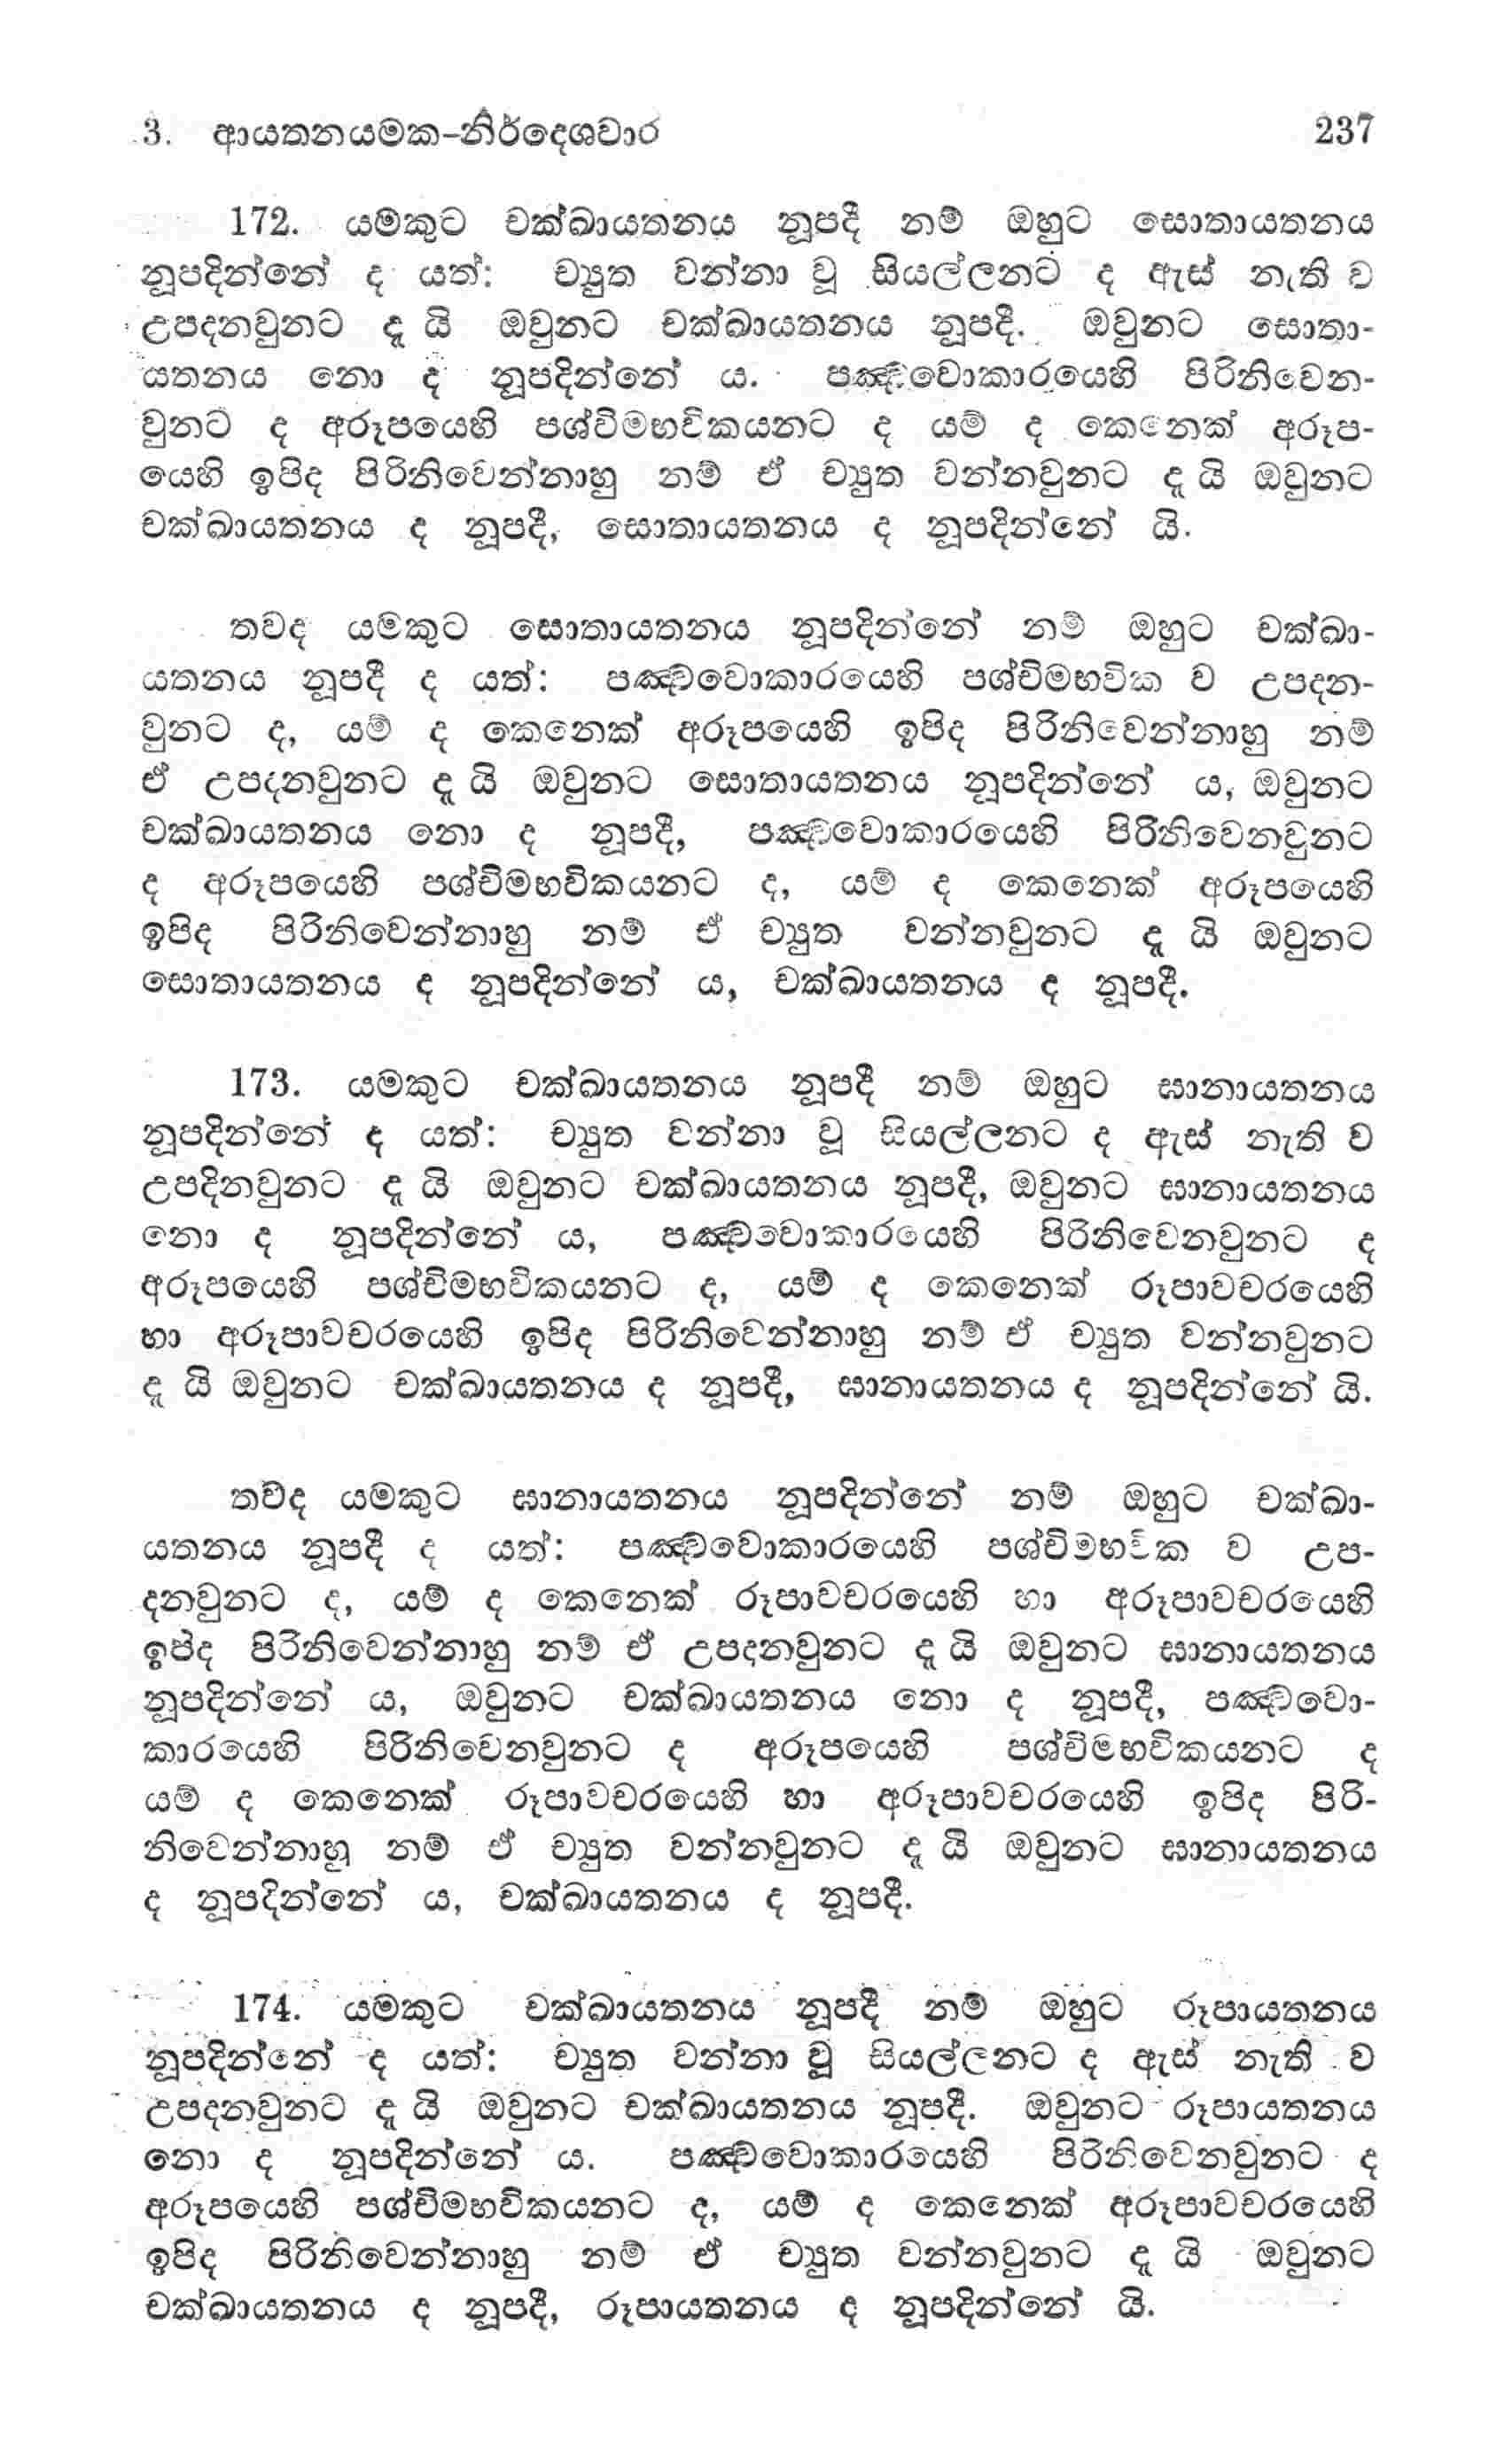 3. ආයතනයමක-නිර්දෙශවාර 237
172. යමකුට චක්ඛායතනය නූපදී නම් ඔහුට සොතායතනය
නූපදින්නේ ද යත්: ච්‍යුත වන්නා වූ සියල්ලනට ද ඇස් නැති ව
උපදනවුනට දූ යි ඔවුනට චක්ඛායතනය නූපදී. ඔවුනට සොතා-
යතනය නො ද නූපදින්නේ ය. පඤ්චවොකාරයෙහි පිරිනිවෙන-
වුනට ද අරූපයෙහි පශ්චිමභවිකයනට ද යම් ද කෙනෙක් අරූප-
යෙහි ඉපිද පිරිනිවෙන්නාහු නම් ඒ ච්‍යුත වන්නවුනට දූ යි ඔවුනට
චක්ඛායතනය ද නූපදී, සොතායතනය ද නූපදින්නේ යි.
තවද යමකුට සොතායතනය නූපදින්නේ නම් ඔහුට චක්ඛා-
යතනය නූපදී ද යත්: පඤ්චවොකාරයෙහි පශ්චිමභවික ව උපදන-
වුනට ද, යම් ද කෙනෙක් අරූපයෙහි ඉපිද පිරිනිවෙන්නාහු නම්
ඒ උපදනවුනට දූ යි ඔවුනට සොතායතනය නූපදින්නේ ය, ඔවුනට
චක්ඛායතනය නො ද නූපදී, පඤ්චවොකාරයෙහි පිරිනිවෙනවුනට
ද අරූපයෙහි පශ්චිමභවිකයනට ද, යම් ද කෙනෙක් අරූපයෙහි
ඉපිද පිරිනිවෙන්නාහු නම් ඒ ච්‍යුත වන්නවුනට දූ යි ඔවුනට
සොතායතනය ද නූපදින්නේ ය, චක්ඛායතනය ද නූපදී.
173. යමකුට චක්ඛායතනය නූපදී නම් ඔහුට ඝානායතනය
නූපදින්නේ ද යත්: ච්‍යුත වන්නා වූ සියල්ලනට ද ඇස් නැති ව
උපදිනවුනට දූ යි ඔවුනට චක්ඛායතනය නූපදී, ඔවුනට ඝානායතනය
නො ද නූපදින්නේ ය, පඤ්චවොකාරයෙහි පිරිනිවෙනවුනට ද
අරූපයෙහි පශ්චිමභවිකයනට ද, යම් ද කෙනෙක් රූපාවචරයෙහි
හා අරූපාවචරයෙහි ඉපිද පිරිනිවෙන්නාහු නම් ඒ ච්‍යුත වන්නවුනට
දූ යි ඔවුනට චක්ඛායතනය ද නූපදී, ඝානායතනය ද නූපදින්නේ යි.
තවද යමකුට ඝානායතනය නූපදින්නේ නම් ඔහුට චක්ඛා-
යතනය නූපදී ද යත්: පඤ්චවොකාරයෙහි පශ්චිමභවික ව උප-
දනවුනට ද, යම් ද කෙනෙක් රූපාවචරයෙහි හා අරූපාවචරයෙහි
ඉපිද පිරිනිවෙන්නාහු නම් ඒ උපදනවුනට දූ යි ඔවුනට ඝානායතනය
නූපදින්නේ ය, ඔවුනට චක්ඛායතනය නො ද නූපදී, පඤ්චවො-
කාරයෙහි පිරිනිවෙනවුනට ද අරූපයෙහි පශ්චිමභවිකයනට ද
යම් ද කෙනෙක් රූපාවචරයෙහි හා අරූපාවචරයෙහි ඉපිද පිරි-
නිවෙන්නාහු නම් ඒ ච්‍යුත වන්නවුනට දූ යි ඔවුනට ඝානායතනය
ද නූපදින්නේ ය, චක්ඛායතනය ද නූපදී.
174. යමකුට චක්ඛායතනය නූපදී නම් ඔහුට රූපායතනය
නූපදින්නේ ද යත්: ච්‍යුත වන්නා වූ සියල්ලනට ද ඇස් නැති ව
උපදනවුනට දූ යි ඔවුනට චක්ඛායතනය නූපදී. ඔවුනට රූපායතනය
නො ද නූපදින්නේ ය. පඤ්චවොකාරයෙහි පිරිනිවෙනවුනට ද
අරූපයෙහි පශ්චිමභවිකයනට ද, යම් ද කෙනෙක් අරූපාවචරයෙහි
ඉපිද පිරිනිවෙන්නාහු නම් ඒ ච්‍යුත වන්නවුනට දූ යි ඔවුනට
චක්ඛායතනය ද නූපදී, රූපායතනය ද නූපදින්නේ යි.